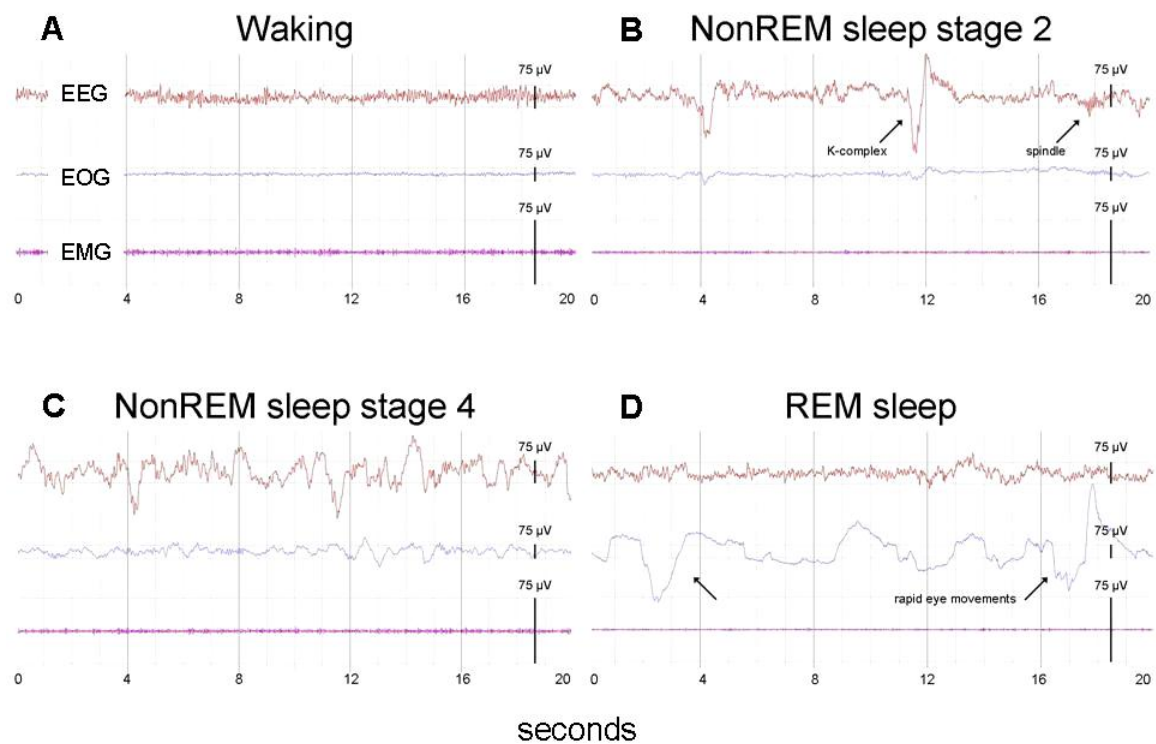 A Waking
EEG
75 µV
EOG
75 µV
EMG
75 µV
0 4 8 12 16 20
B NonREM sleep stage 2
75 µV
K-complex
spindle
75 µV
75 µV
0 4 8 12 16 20
C NonREM sleep stage 4
75 µV
75 µV
75 µV
0 4 8 12 16 20
D REM sleep
75 µV
75 µV
rapid eye movements
75 µV
0 4 8 12 16 20
seconds